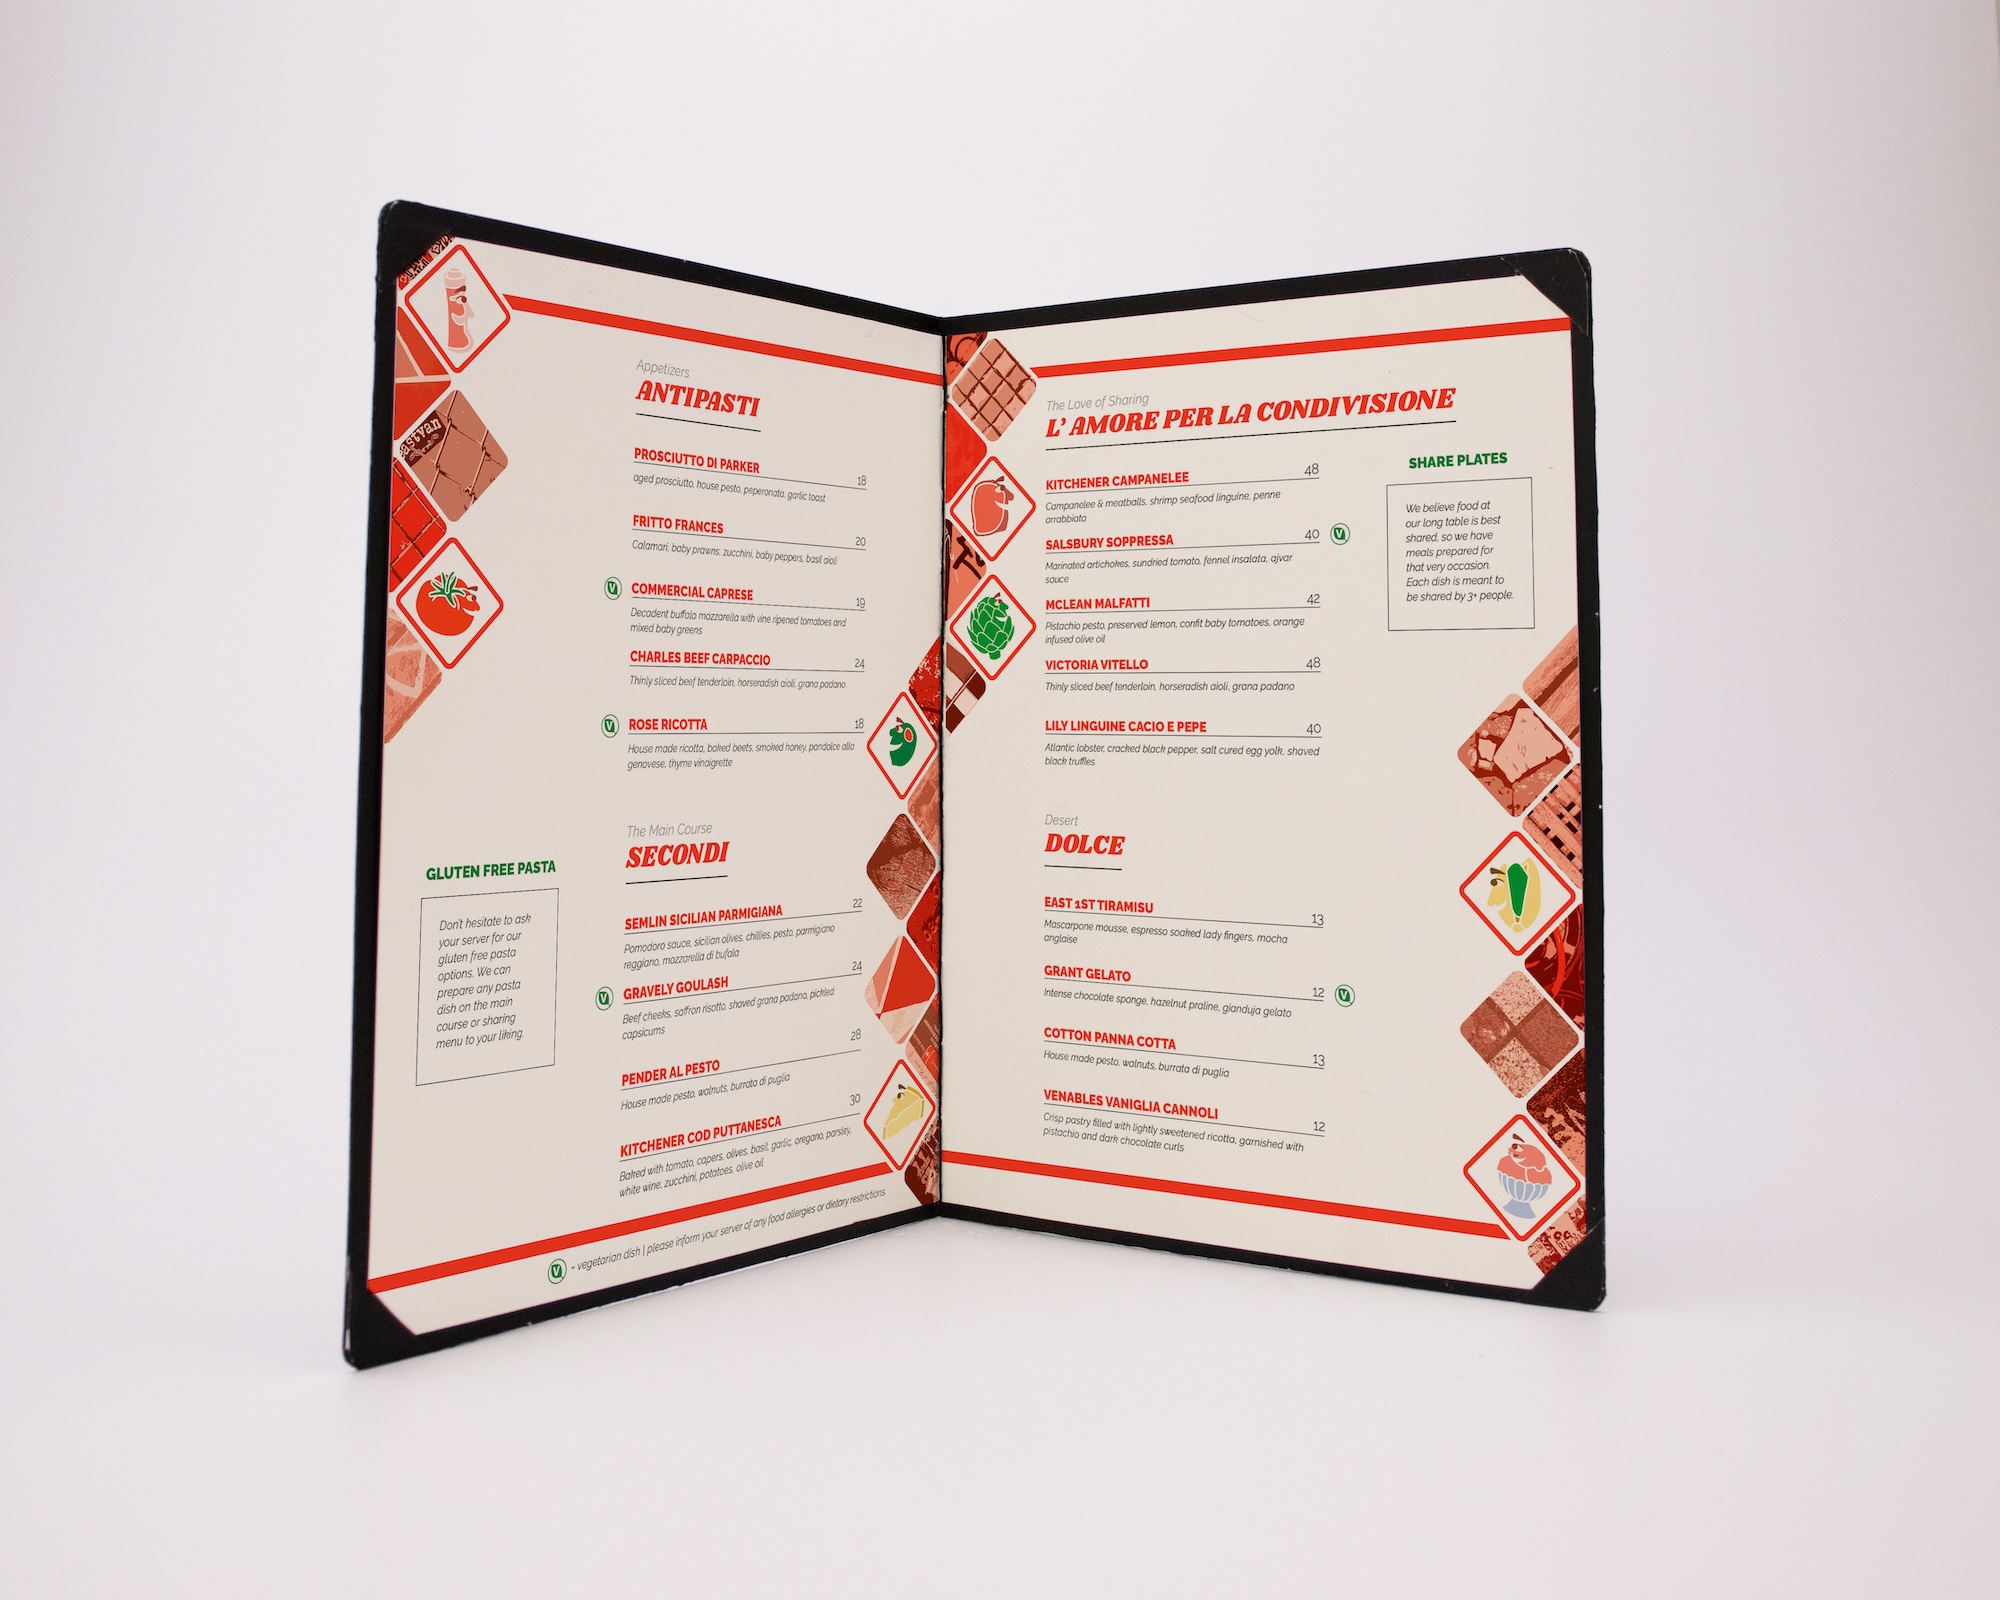 eastvan
Appetizers
ANTIPASTI
PROSCIUTTO DI PARKER 18
aged prosciutto, house pesto, peperonata, garlic toast
FRITTO FRANCES 20
Calamari, baby prawns, zucchini, baby peppers, basil aioli
V COMMERCIAL CAPRESE 19
Decadent buffalo mozzarella with vine ripened tomatoes and
mixed baby greens
CHARLES BEEF CARPACCIO 24
Thinly sliced beef tenderloin, horseradish aioli, grana padano
V ROSE RICOTTA 18
House made ricotta, baked beets, smoked honey, pandolce alla
genovese, thyme vinaigrette
The Main Course
SECONDI
SEMLIN SICILIAN PARMIGIANA 22
Pomodoro sauce, sicilian olives, chillies, pesto, parmigiano
reggiano, mozzarella di bufala
V GRAVELY GOULASH 24
Beef cheeks, saffron risotto, shaved grana padano, pickled
capsicums
PENDER AL PESTO 28
House made pesto, walnuts, burrata di puglia
KITCHENER COD PUTTANESCA 30
Baked with tomato, capers, olives, basil, garlic, oregano, parsley,
white wine, zucchini, potatoes, olive oil
GLUTEN FREE PASTA
Don't hesitate to ask
your server for our
gluten free pasta
options. We can
prepare any pasta
dish on the main
course or sharing
menu to your liking.
V = vegetarian dish | please inform your server of any food allergies or dietary restrictions.
The Love of Sharing
L' AMORE PER LA CONDIVISIONE
KITCHENER CAMPANELEE 48
Campanelee & meatballs, shrimp seafood linguine, penne
arrabbiata
SALSBURY SOPPRESSA 40 V
Marinated artichokes, sundried tomato, fennel insalata, ajvar
sauce
MCLEAN MALFATTI 42
Pistachio pesto, preserved lemon, confit baby tomatoes, orange
infused olive oil
VICTORIA VITELLO 48
Thinly sliced beef tenderloin, horseradish aioli, grana padano
LILY LINGUINE CACIO E PEPE 40
Atlantic lobster, cracked black pepper, salt cured egg yolk, shaved
black truffles
SHARE PLATES
We believe food at
our long table is best
shared, so we have
meals prepared for
that very occasion.
Each dish is meant to
be shared by 3+ people.
Desert
DOLCE
EAST 1ST TIRAMISU 13
Mascarpone mousse, espresso soaked lady fingers, mocha
anglaise
GRANT GELATO 12 V
Intense chocolate sponge, hazelnut praline, gianduja gelato
COTTON PANNA COTTA 13
House made pesto, walnuts, burrata di puglia
VENABLES VANIGLIA CANNOLI 12
Crisp pastry filled with lightly sweetened ricotta, garnished with
pistachio and dark chocolate curls